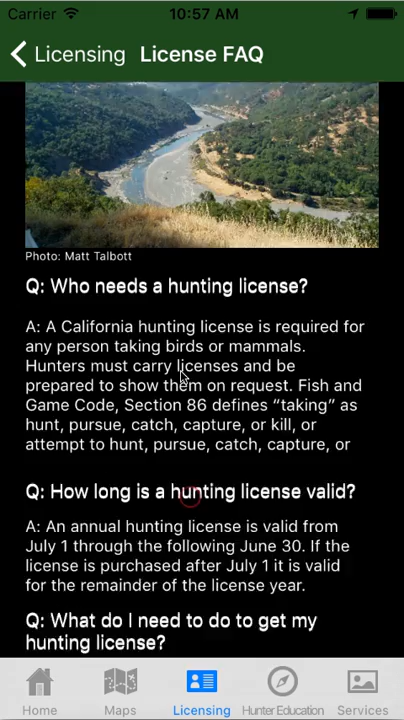 Carrier 10:57 AM
Licensing License FAQ
Photo: Matt Talbott
Q: Who needs a hunting license?
A: A California hunting license is required for
any person taking birds or mammals.
Hunters must carry licenses and be
prepared to show them on request. Fish and
Game Code, Section 86 defines “taking” as
hunt, pursue, catch, capture, or kill, or
attempt to hunt, pursue, catch, capture, or
Q: How long is a hunting license valid?
A: An annual hunting license is valid from
July 1 through the following June 30. If the
license is purchased after July 1 it is valid
for the remainder of the license year.
Q: What do I need to do to get my
hunting license?
Home Maps Licensing Hunter Education Services